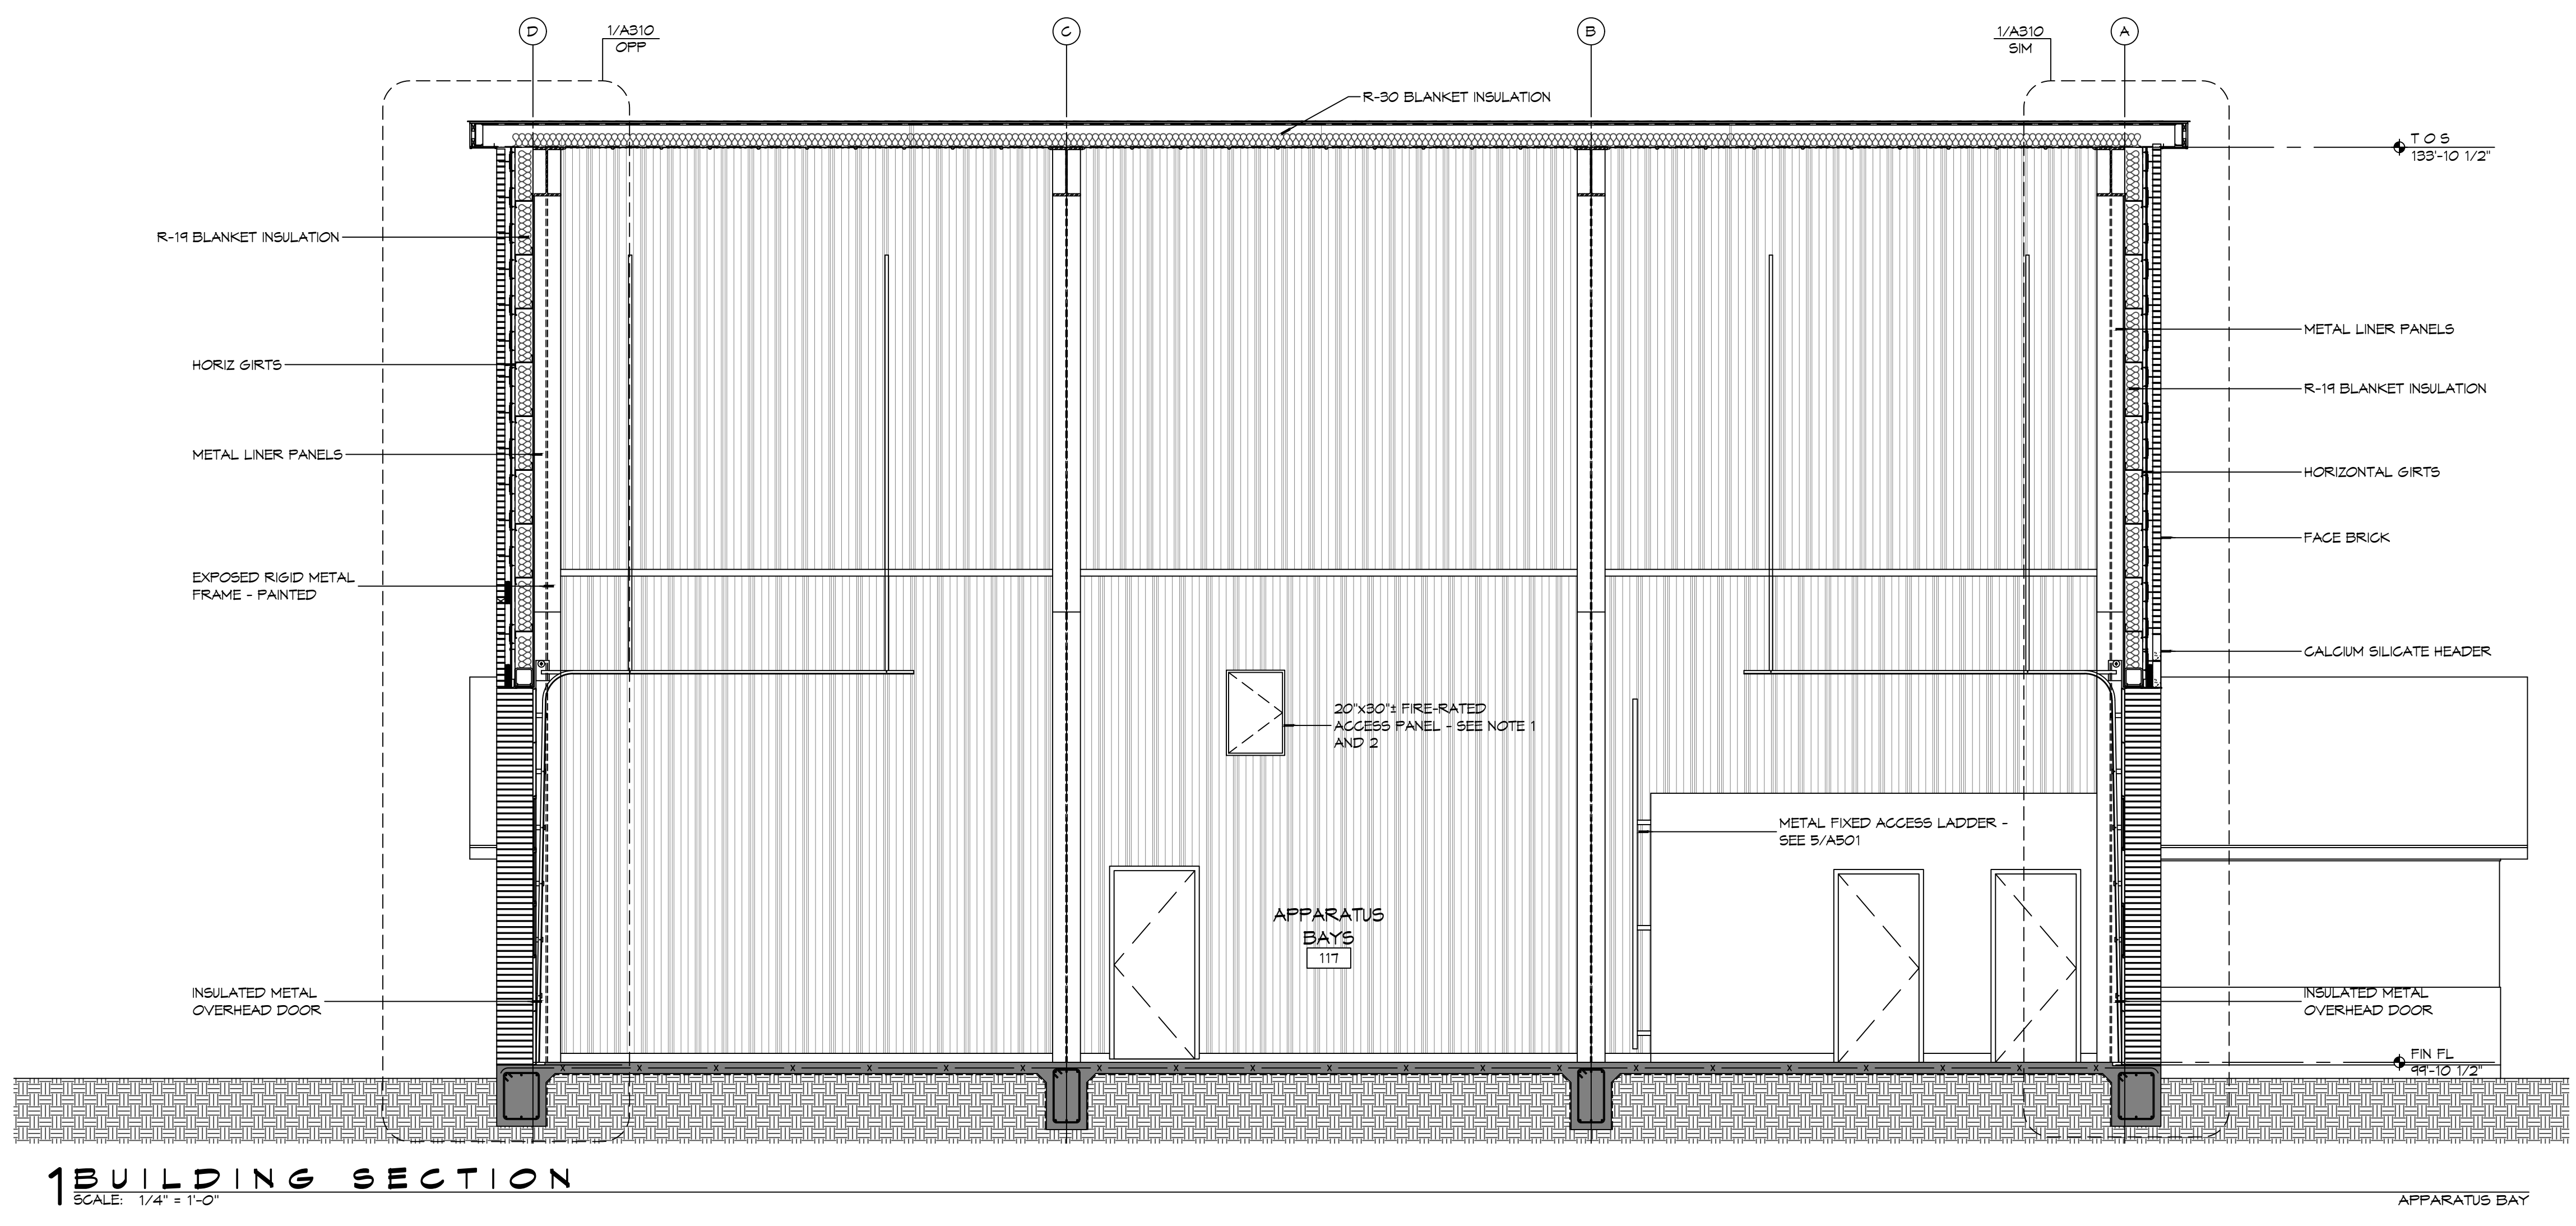 D
1/A310
OPP
C
B
1/A310
SIM
A
R-30 BLANKET INSULATION
T O S
133'-10 1/2"
R-19 BLANKET INSULATION
HORIZ GIRTS
METAL LINER PANELS
EXPOSED RIGID METAL
FRAME - PAINTED
INSULATED METAL
OVERHEAD DOOR
20"x30"± FIRE-RATED
ACCESS PANEL - SEE NOTE 1
AND 2
METAL FIXED ACCESS LADDER -
SEE 5/A501
APPARATUS
BAYS
117
METAL LINER PANELS
R-19 BLANKET INSULATION
HORIZONTAL GIRTS
FACE BRICK
CALCIUM SILICATE HEADER
INSULATED METAL
OVERHEAD DOOR
FIN FL
99'-10 1/2"
1 BUILDING SECTION
SCALE: 1/4" = 1'-0"
APPARATUS BAY